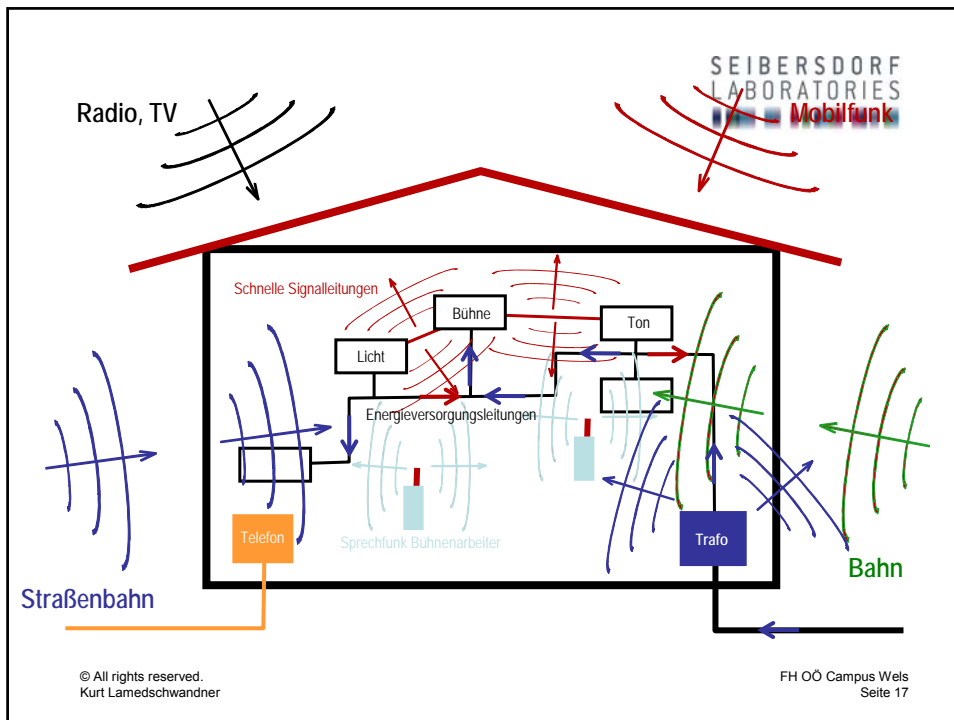 SEIBERSDORF
LABORATORIES
Radio, TV
Mobilfunk
Schnelle Signalleitungen
Bühne
Ton
Licht
Energieversorgungsleitungen
Telefon
Sprechfunk Bühnenarbeiter
Trafo
Bahn
Straßenbahn
© All rights reserved.
Kurt Lamedschwandner
FH OÖ Campus Wels
Seite 17